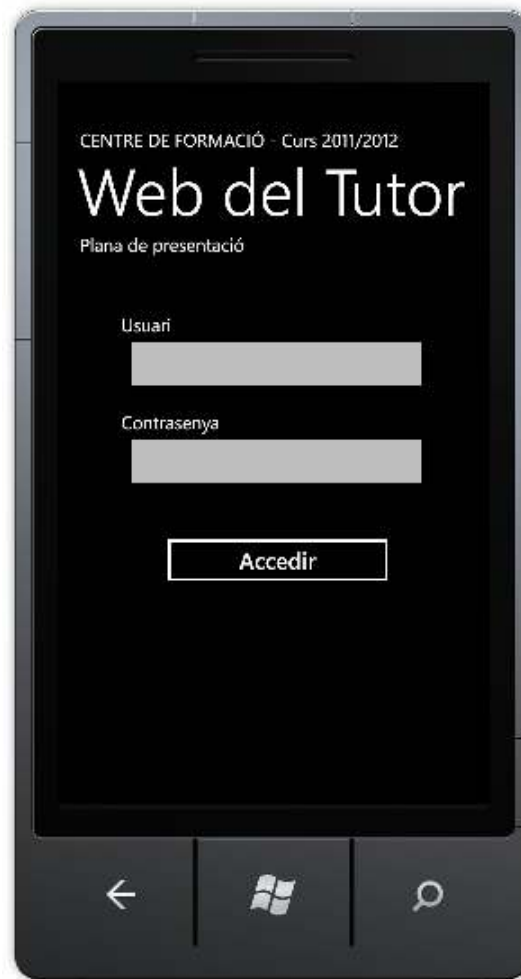 CENTRE DE FORMACIÓ - Curs 2011/2012
Web del Tutor
Plana de presentació
Usuari
Contrasenya
Accedir